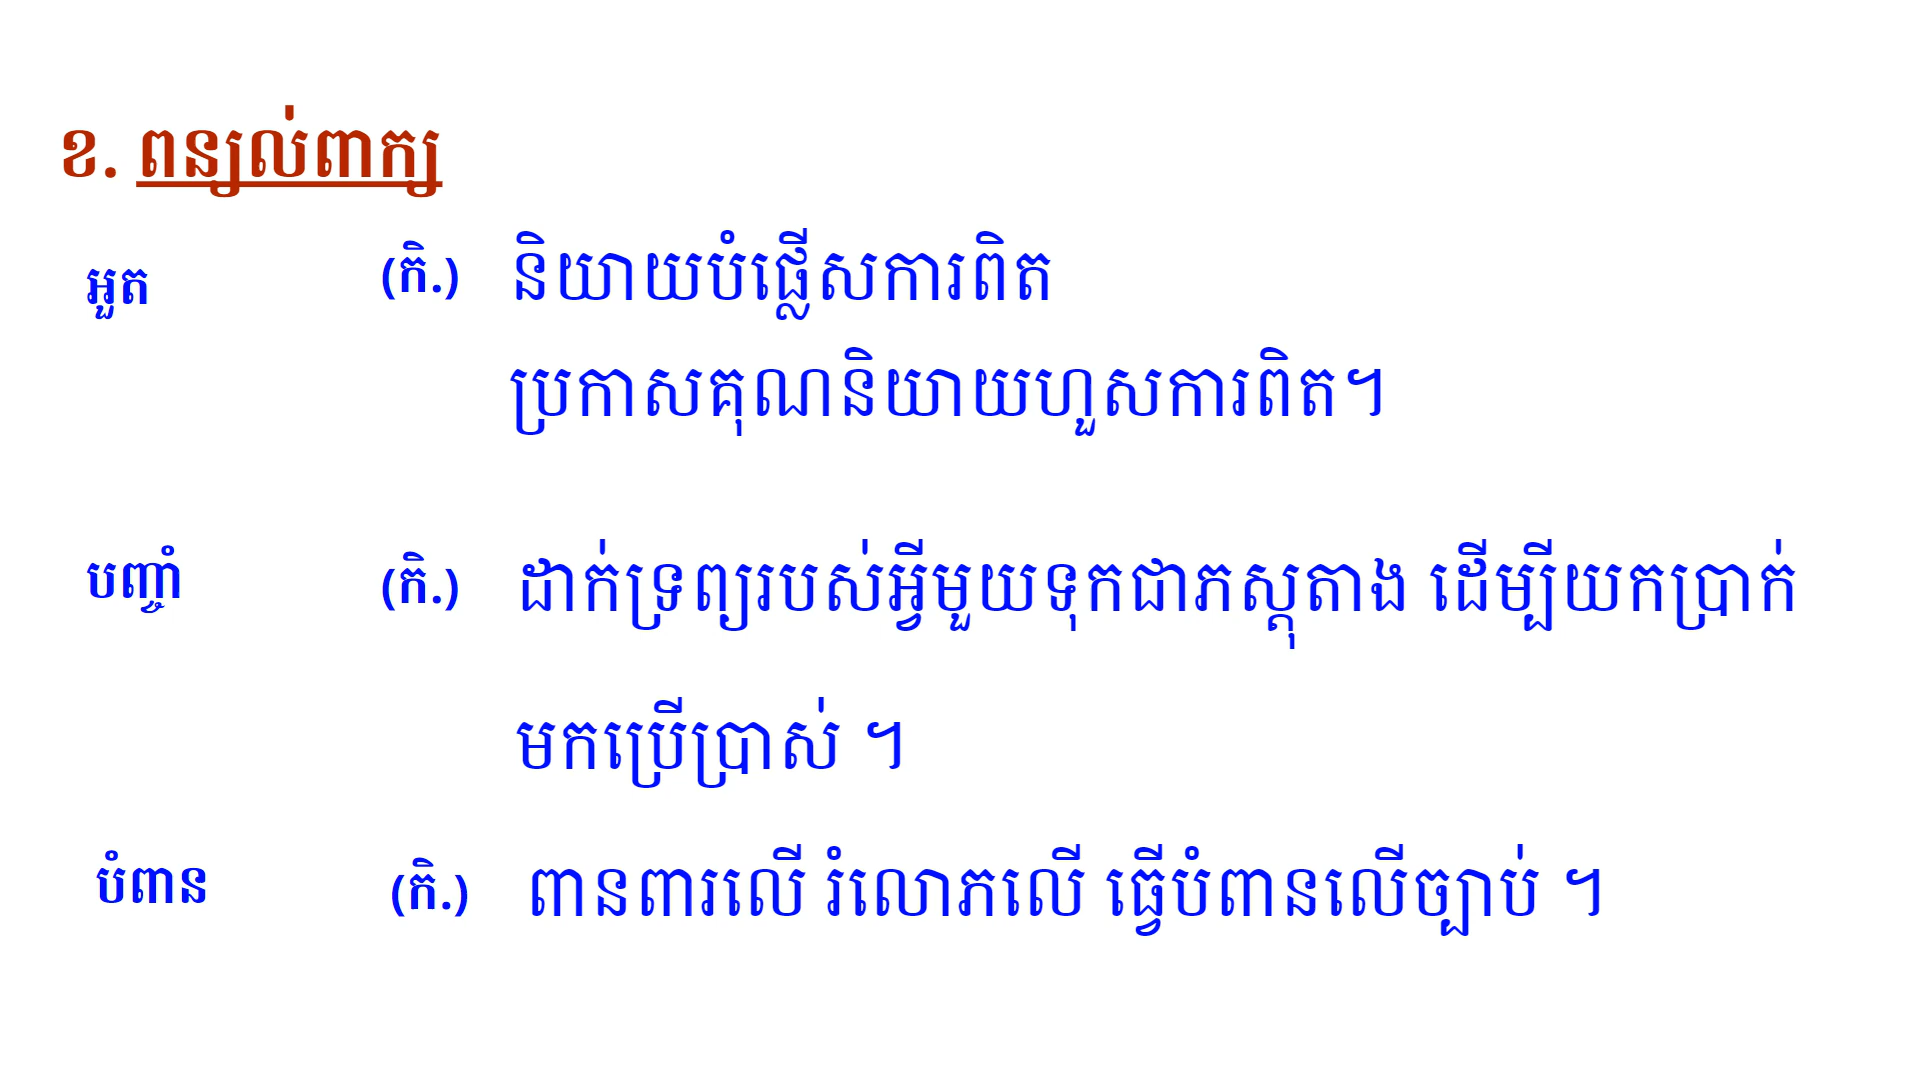 ខ. ពន្យល់ពាក្យ
អួត (កិ.) និយាយបំផ្លើសការពិត
ប្រកាសគុណនិយាយហួសការពិត។
បញ្ចាំ (កិ.) ដាក់ទ្រព្យរបស់អ្វីមួយទុកជាភស្តុតាង ដើម្បីយកប្រាក់
មកប្រើប្រាស់ ។
បំពាន (កិ.) ពានពារលើ រំលោភលើ ធ្វើបំពានលើច្បាប់ ។